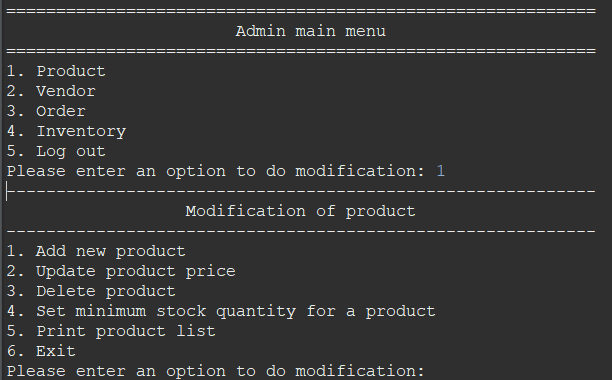 ===========================================================
Admin main menu
===========================================================
1. Product
2. Vendor
3. Order
4. Inventory
5. Log out
Please enter an option to do modification: 1
-----------------------------------------------------------
Modification of product
-----------------------------------------------------------
1. Add new product
2. Update product price
3. Delete product
4. Set minimum stock quantity for a product
5. Print product list
6. Exit
Please enter an option to do modification: